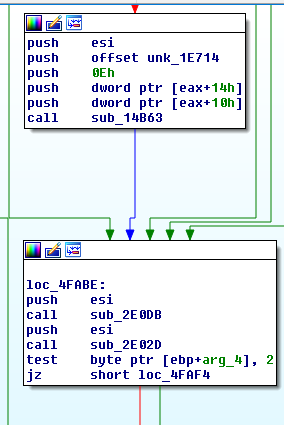 push esi
push offset unk_1E714
push 0Eh
push dword ptr [eax+14h]
push dword ptr [eax+10h]
call sub_14B63
loc_4FABE:
push esi
call sub_2E0DB
push esi
call sub_2E02D
test byte ptr [ebp+arg_4], 2
jz short loc_4FAF4